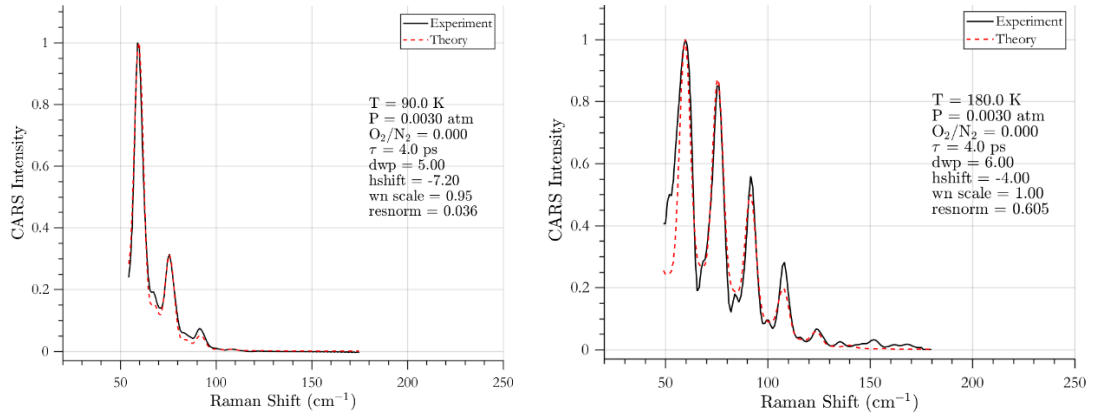 Experiment
Theory
1
0.8
0.6
0.4
0.2
0
CARS Intensity
T = 90.0 K
P = 0.0030 atm
O₂/N₂ = 0.000
τ = 4.0 ps
dwp = 5.00
hshift = -7.20
wn scale = 0.95
resnorm = 0.036
50 100 150 200 250
Raman Shift (cm⁻¹)
Experiment
Theory
1
0.8
0.6
0.4
0.2
0
CARS Intensity
T = 180.0 K
P = 0.0030 atm
O₂/N₂ = 0.000
τ = 4.0 ps
dwp = 6.00
hshift = -4.00
wn scale = 1.00
resnorm = 0.605
50 100 150 200 250
Raman Shift (cm⁻¹)